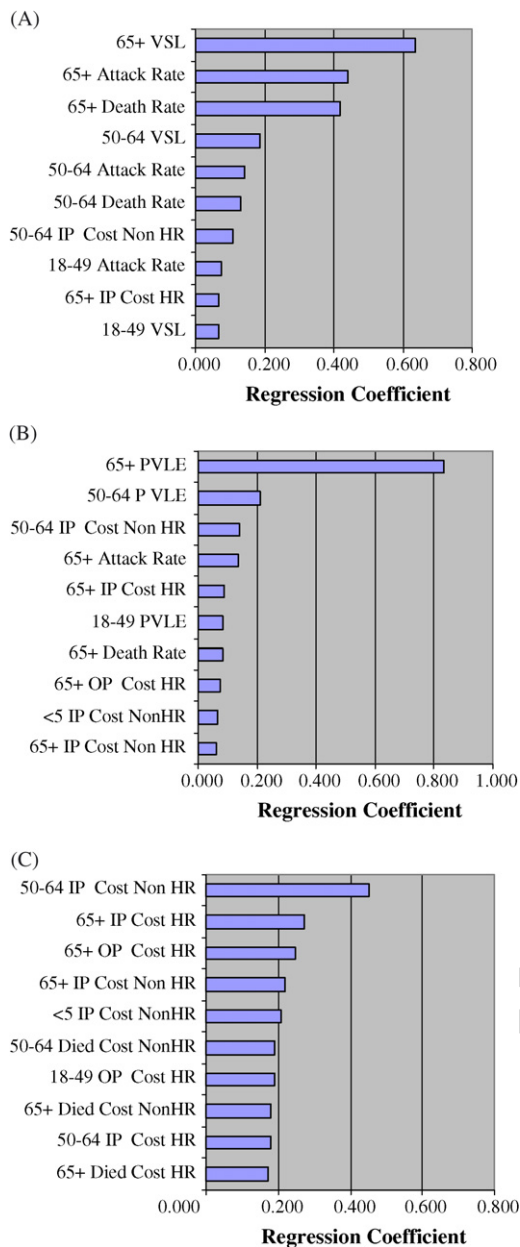 (A)
65+ VSL
65+ Attack Rate
65+ Death Rate
50-64 VSL
50-64 Attack Rate
50-64 Death Rate
50-64 IP Cost Non HR
18-49 Attack Rate
65+ IP Cost HR
18-49 VSL
0.000 0.200 0.400 0.600 0.800
Regression Coefficient
(B)
65+ PVLE
50-64 P VLE
50-64 IP Cost Non HR
65+ Attack Rate
65+ IP Cost HR
18-49 PVLE
65+ Death Rate
65+ OP Cost HR
<5 IP Cost NonHR
65+ IP Cost Non HR
0.000 0.200 0.400 0.600 0.800 1.000
Regression Coefficient
(C)
50-64 IP Cost Non HR
65+ IP Cost HR
65+ OP Cost HR
65+ IP Cost Non HR
<5 IP Cost NonHR
50-64 Died Cost NonHR
18-49 OP Cost HR
65+ Died Cost NonHR
50-64 IP Cost HR
65+ Died Cost HR
0.000 0.200 0.400 0.600 0.800
Regression Coefficient